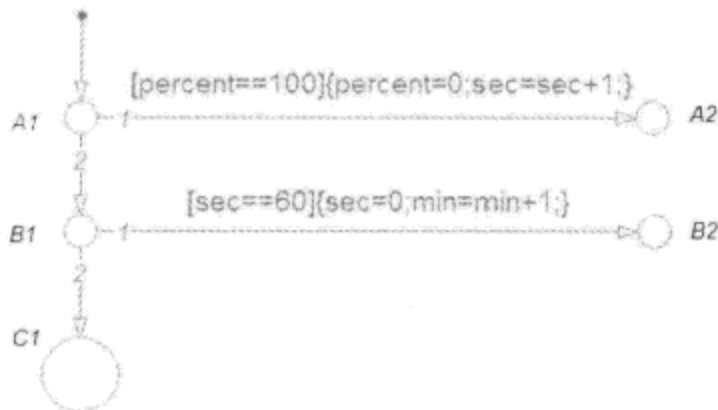 [percent==100]{percent=0;sec=sec+1;}
A1 1 A2
2
[sec==60]{sec=0;min=min+1;}
B1 1 B2
2
C1